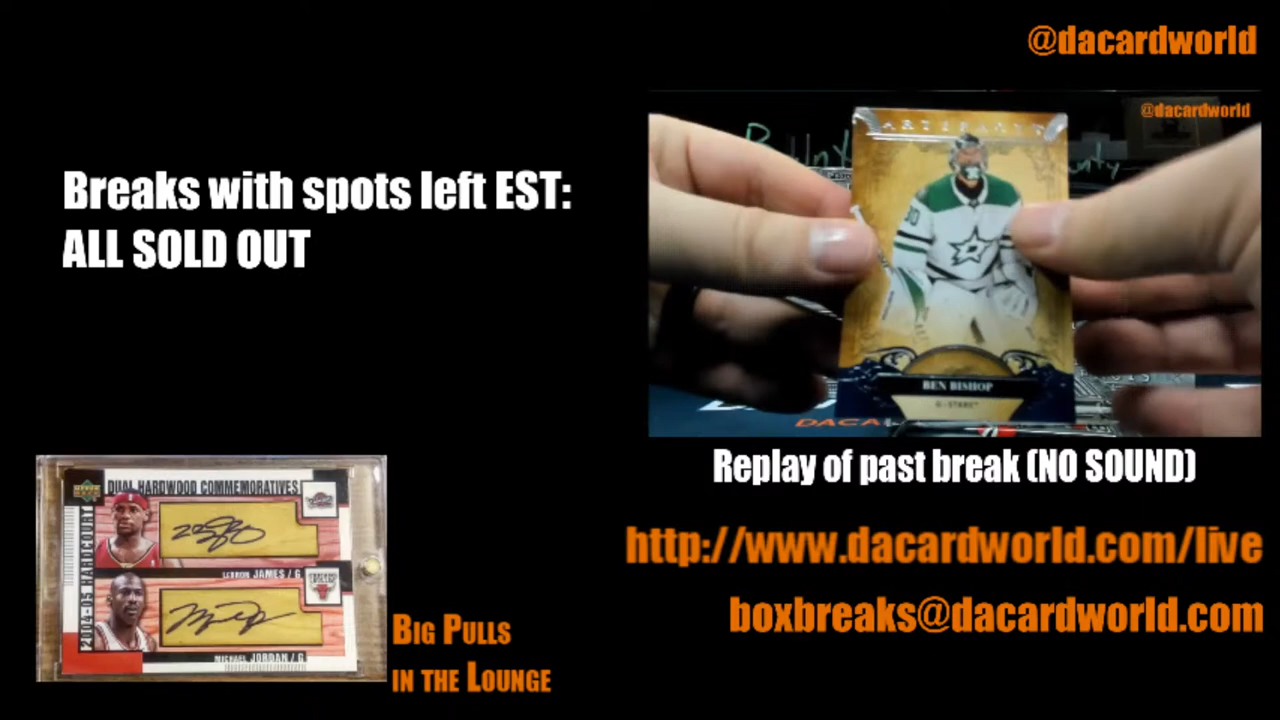 @dacardworld
@dacardworld
Breaks with spots left EST:
ALL SOLD OUT
ARTIFACTS
BEN BISHOP
G-STARS
Replay of past break (NO SOUND)
http://www.dacardworld.com/live
boxbreaks@dacardworld.com
DUAL HARDWOOD COMMEMORATIVES
2004-05 HARDCOURT
LEBRON JAMES / G
MICHAEL JORDAN / G
BIG PULLS
IN THE LOUNGE